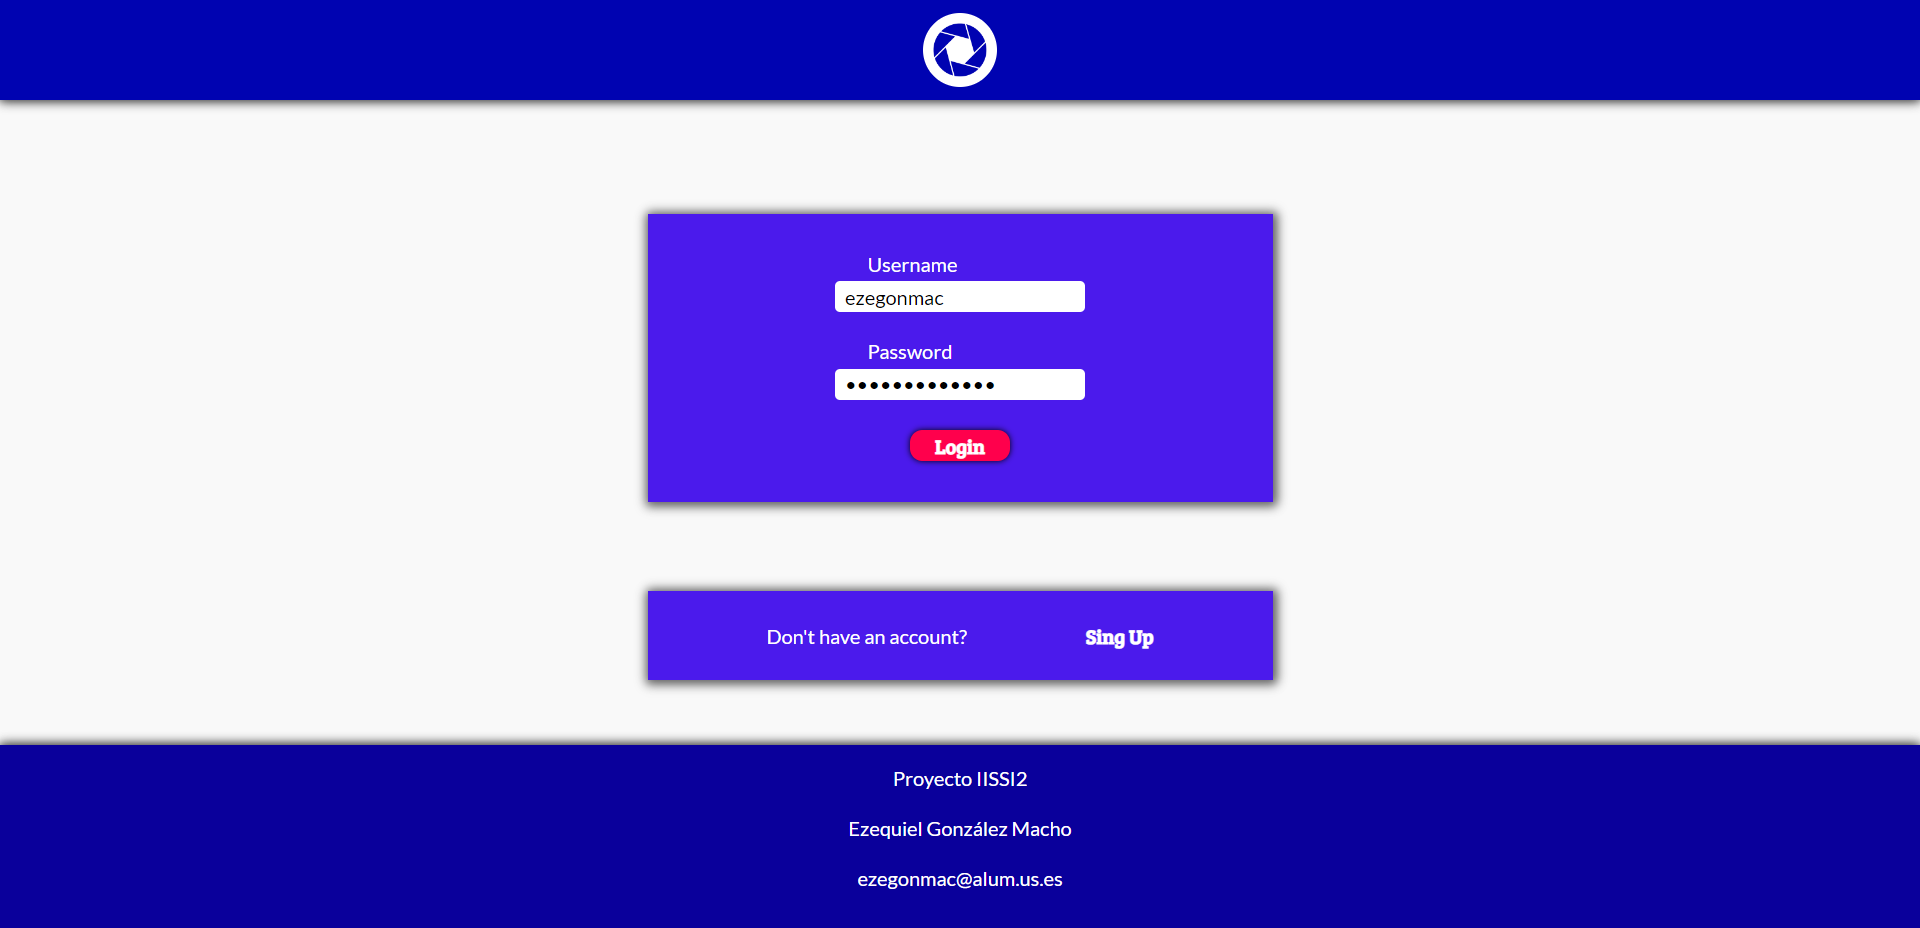 Username
ezegonmac
Password
•••••••••••••
Login
Don't have an account?
Sing Up
Proyecto IISSI2
Ezequiel González Macho
ezegonmac@alum.us.es